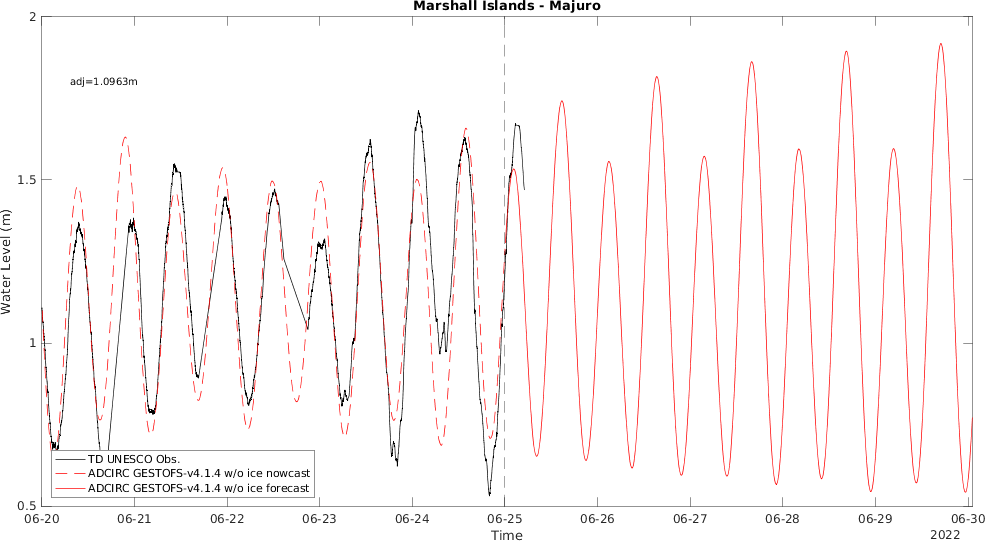 Marshall Islands - Majuro
2
adj=1.0963m
1.5
1
0.5
Water Level (m)
TD UNESCO Obs.
ADCIRC GESTOFS-v4.1.4 w/o ice nowcast
ADCIRC GESTOFS-v4.1.4 w/o ice forecast
06-20 06-21 06-22 06-23 06-24 06-25 06-26 06-27 06-28 06-29 06-30
Time
2022